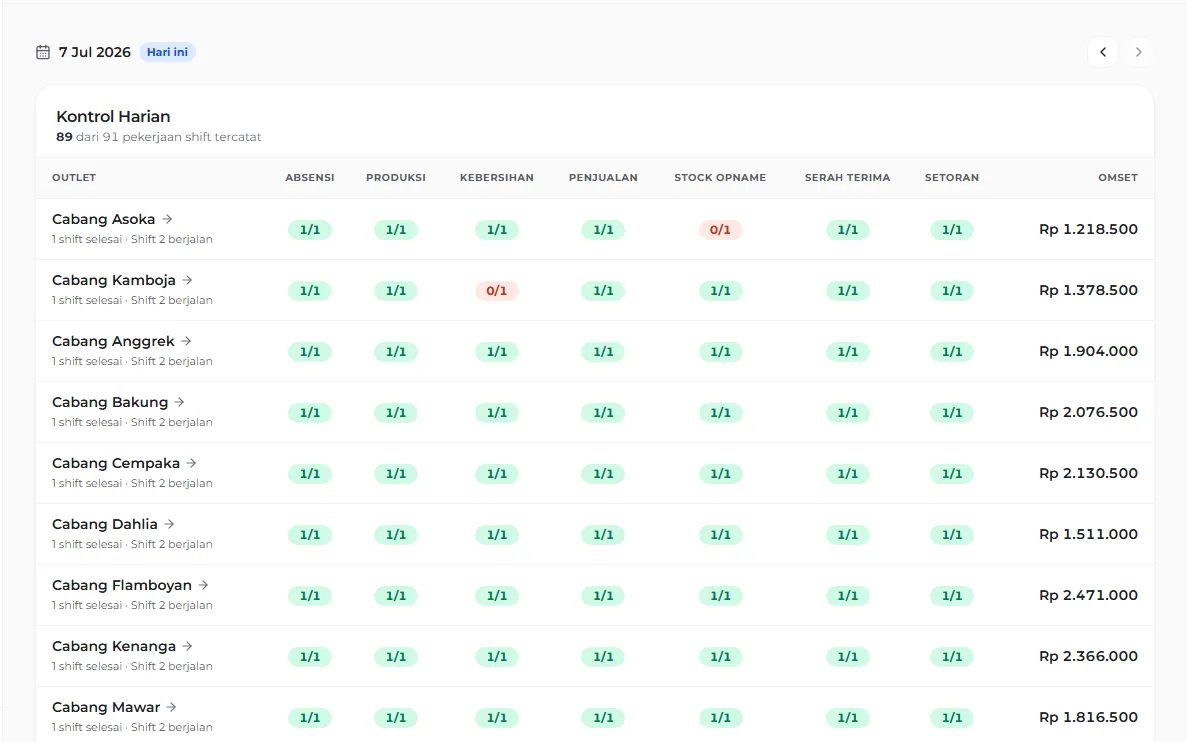 7 Jul 2026 Hari ini
Kontrol Harian
89 dari 91 pekerjaan shift tercatat
OUTLET ABSENSI PRODUKSI KEBERSIHAN PENJUALAN STOCK OPNAME SERAH TERIMA SETORAN OMSET
Cabang Asoka → 1/1 1/1 1/1 1/1 0/1 1/1 1/1 Rp 1.218.500
1 shift selesai · Shift 2 berjalan
Cabang Kamboja → 1/1 1/1 0/1 1/1 1/1 1/1 1/1 Rp 1.378.500
1 shift selesai · Shift 2 berjalan
Cabang Anggrek → 1/1 1/1 1/1 1/1 1/1 1/1 1/1 Rp 1.904.000
1 shift selesai · Shift 2 berjalan
Cabang Bakung → 1/1 1/1 1/1 1/1 1/1 1/1 1/1 Rp 2.076.500
1 shift selesai · Shift 2 berjalan
Cabang Cempaka → 1/1 1/1 1/1 1/1 1/1 1/1 1/1 Rp 2.130.500
1 shift selesai · Shift 2 berjalan
Cabang Dahlia → 1/1 1/1 1/1 1/1 1/1 1/1 1/1 Rp 1.511.000
1 shift selesai · Shift 2 berjalan
Cabang Flamboyan → 1/1 1/1 1/1 1/1 1/1 1/1 1/1 Rp 2.471.000
1 shift selesai · Shift 2 berjalan
Cabang Kenanga → 1/1 1/1 1/1 1/1 1/1 1/1 1/1 Rp 2.366.000
1 shift selesai · Shift 2 berjalan
Cabang Mawar → 1/1 1/1 1/1 1/1 1/1 1/1 1/1 Rp 1.816.500
1 shift selesai · Shift 2 berjalan